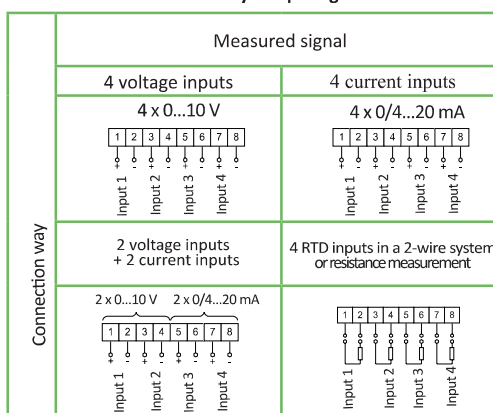 Measured signal
Connection way
4 voltage inputs
4 current inputs
4 x 0...10 V
1 2 3 4 5 6 7 8
+ - + - + - + -
Input 1 Input 2 Input 3 Input 4
4 x 0/4...20 mA
1 2 3 4 5 6 7 8
+ - + - + - + -
Input 1 Input 2 Input 3 Input 4
2 voltage inputs
+ 2 current inputs
4 RTD inputs in a 2-wire system
or resistance measurement
2 x 0...10 V 2 x 0/4...20 mA
1 2 3 4 5 6 7 8
+ - + - + - + -
Input 1 Input 2 Input 3 Input 4
1 2 3 4 5 6 7 8
Input 1 Input 2 Input 3 Input 4